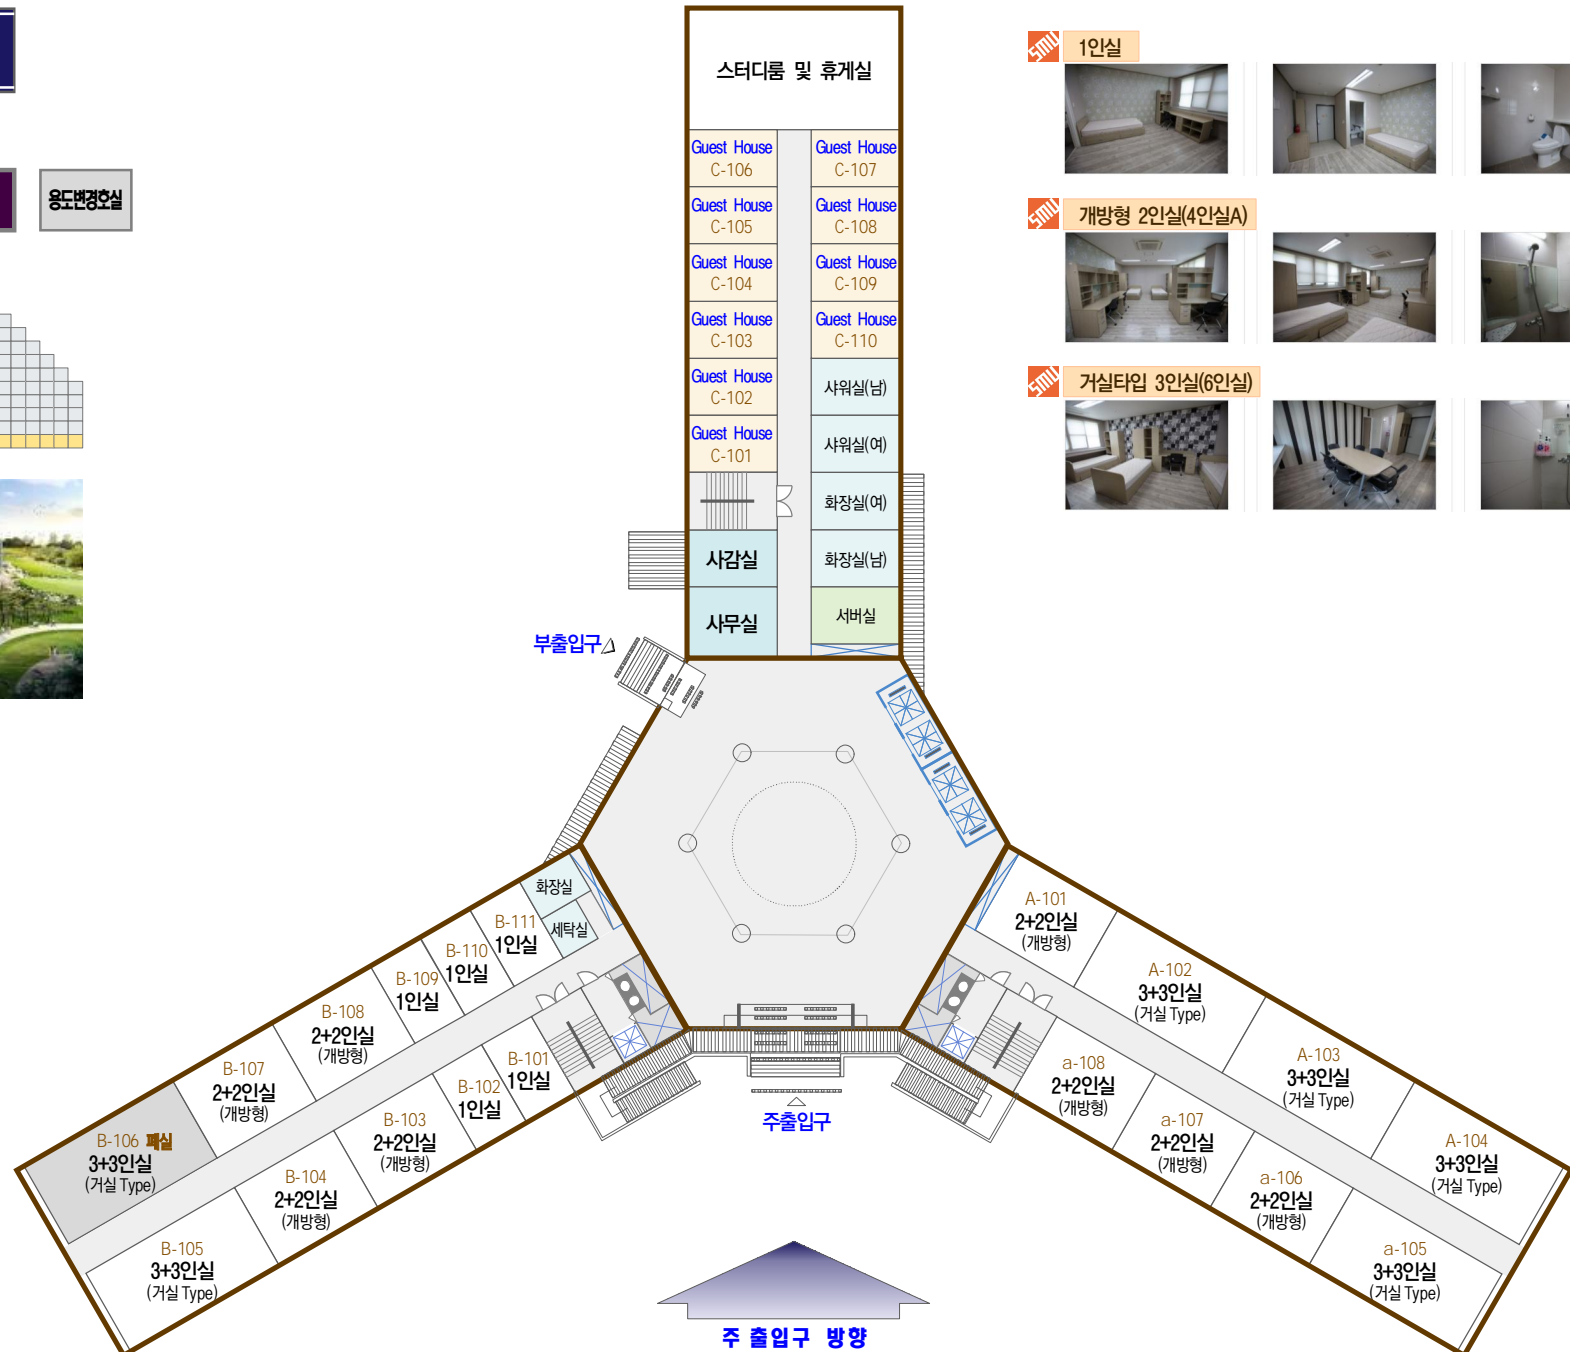 용도변경호실
스터디룸 및 휴게실
Guest House
C-106
Guest House
C-107
Guest House
C-105
Guest House
C-108
Guest House
C-104
Guest House
C-109
Guest House
C-103
Guest House
C-110
Guest House
C-102
샤워실(남)
Guest House
C-101
샤워실(여)
화장실(여)
사감실
화장실(남)
사무실
서버실
부출입구
SMU 1인실
SMU 개방형 2인실(4인실A)
SMU 거실타입 3인실(6인실)
화장실
세탁실
B-111
1인실
B-110
1인실
B-109
1인실
B-108
2+2인실
(개방형)
B-107
2+2인실
(개방형)
B-106 폐실
3+3인실
(거실 Type)
B-101
1인실
B-102
1인실
B-103
2+2인실
(개방형)
B-104
2+2인실
(개방형)
B-105
3+3인실
(거실 Type)
A-101
2+2인실
(개방형)
A-102
3+3인실
(거실 Type)
A-103
3+3인실
(거실 Type)
A-104
3+3인실
(거실 Type)
a-108
2+2인실
(개방형)
a-107
2+2인실
(개방형)
a-106
2+2인실
(개방형)
a-105
3+3인실
(거실 Type)
주출입구
주 출입구 방향